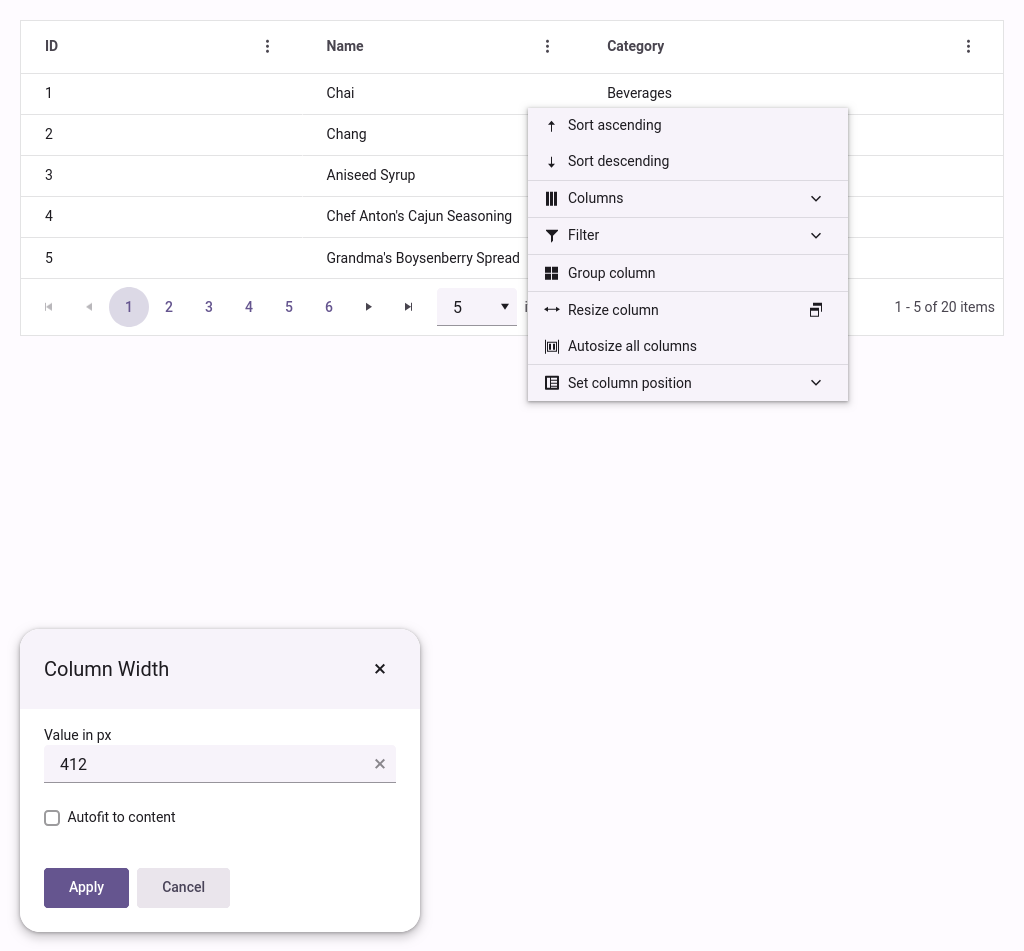 ID Name Category
1 Chai Beverages
2 Chang
3 Aniseed Syrup
4 Chef Anton's Cajun Seasoning
5 Grandma's Boysenberry Spread
1 2 3 4 5 6 5 1 - 5 of 20 items
Sort ascending
Sort descending
Columns
Filter
Group column
Resize column
Autosize all columns
Set column position
Column Width
Value in px
412
Autofit to content
Apply Cancel